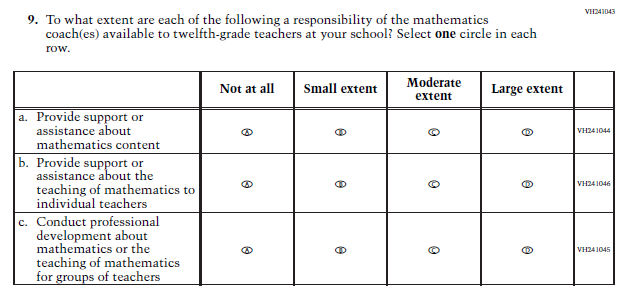 VH241043
9. To what extent are each of the following a responsibility of the mathematics
coach(es) available to twelfth-grade teachers at your school? Select one circle in each
row.
Not at all Small extent Moderate extent Large extent
a. Provide support or
assistance about
mathematics content
A B C D VH241044
b. Provide support or
assistance about the
teaching of mathematics to
individual teachers
A B C D VH241046
c. Conduct professional
development about
mathematics or the
teaching of mathematics
for groups of teachers
A B C D VH241045